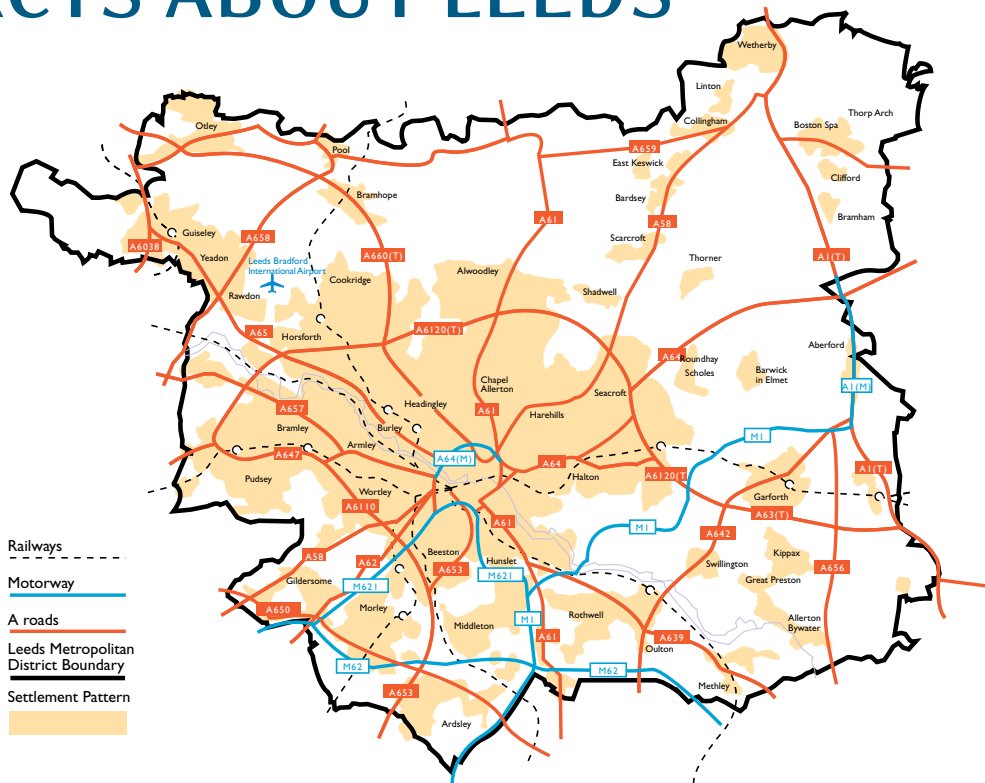 ACTS ABOUT LEEDS
Wetherby
Linton
Collingham
Thorp Arch
Boston Spa
Otley
Pool
A659
East Keswick
Clifford
Bramhope
Bardsey
Bramham
A61
A58
Guiseley
A6038
A658
Scarcroft
Yeadon
A660(T)
A1(T)
Thorner
Leeds Bradford
International Airport
Cookridge
Alwoodley
Shadwell
Rawdon
A65
Horsforth
A6120(T)
Aberford
A64
Roundhay
Scholes
Barwick
in Elmet
Chapel
Allerton
Seacroft
A1(M)
A657
Headingley
A61
Harehills
Bramley
Burley
M1
Armley
A647
A64(M)
A64
Pudsey
Halton
A6120(T
A1(T)
Wortley
Garforth
A6110
A63(T)
A61
M1
A642
Railways
A58
A62
Beeston
Kippax
Hunslet
Swillington
A653
A656
Motorway
Gildersome
M621
M621
Great Preston
A650
Morley
A roads
M1
Rothwell
Allerton
Bywater
Middleton
A61
A639
Leeds Metropolitan
District Boundary
Oulton
M62
M62
Settlement Pattern
A653
Methley
Ardsley